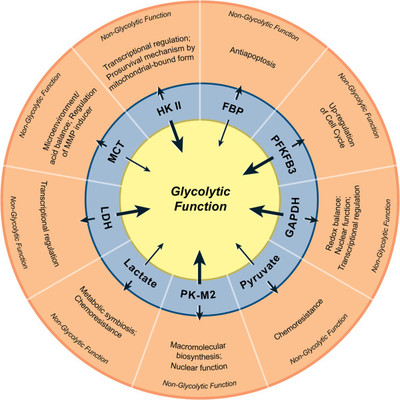 Non-Glycolytic Function
Transcriptional regulation;
Prosurvival mechanism by
mitochondrial-bound form
HK II
Non-Glycolytic Function
Antiapoptosis
FBP
Non-Glycolytic Function
Up-regulation
of Cell Cycle
PFKFB3
Non-Glycolytic Function
Redox balance;
Nuclear function;
Transcriptional regulation
GAPDH
Non-Glycolytic Function
Chemoresistance
Pyruvate
Non-Glycolytic Function
Macromolecular
biosynthesis;
Nuclear function
PK-M2
Non-Glycolytic Function
Metabolic symbiosis;
Chemoresistance
Lactate
Non-Glycolytic Function
Transcriptional regulation
LDH
Non-Glycolytic Function
Microenvironment/
acid balance; Regulation
of MMP inducer
MCT
Glycolytic
Function